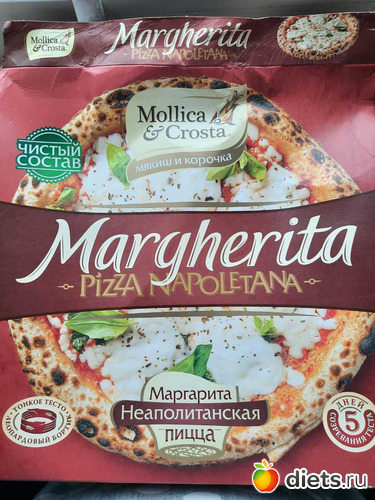 Mollica
& Crosta
Margherita
PIZZA NAPOLETANA
Mollica
& Crosta
мякиш и корочка
ЧИСТЫЙ
СОСТАВ
Margherita
PIZZA NAPOLETANA
Маргарита
Неаполитанская
пицца
ТОНКОЕ ТЕСТО
ЛЕОПАРДОВЫЙ БОРТИК
5
ДНЕЙ
СОЗРЕВАНИЯ ТЕСТА
diets.ru